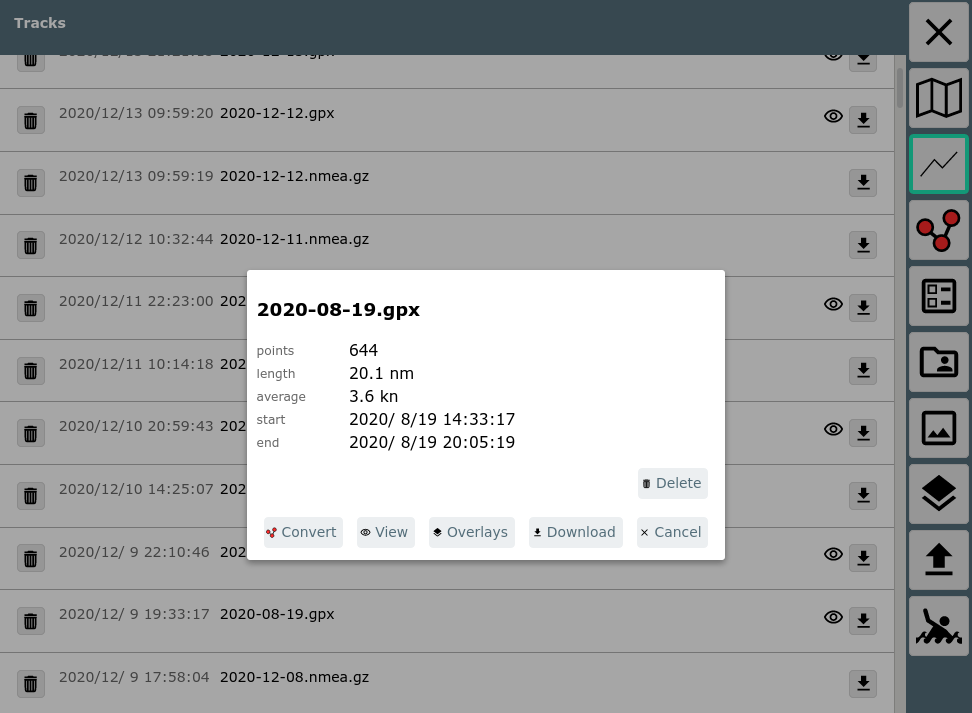 Tracks
2020/12/13 09:59:20 2020-12-12.gpx
2020/12/13 09:59:19 2020-12-12.nmea.gz
2020/12/12 10:32:44 2020-12-11.nmea.gz
2020/12/11 22:23:00 202
2020/12/11 10:14:18 202
2020/12/10 20:59:43 202
2020/12/10 14:25:07 202
2020/12/ 9 22:10:46 202
2020/12/ 9 19:33:17 2020-08-19.gpx
2020/12/ 9 17:58:04 2020-12-08.nmea.gz
2020-08-19.gpx
points 644
length 20.1 nm
average 3.6 kn
start 2020/ 8/19 14:33:17
end 2020/ 8/19 20:05:19
Delete
Convert View Overlays Download Cancel